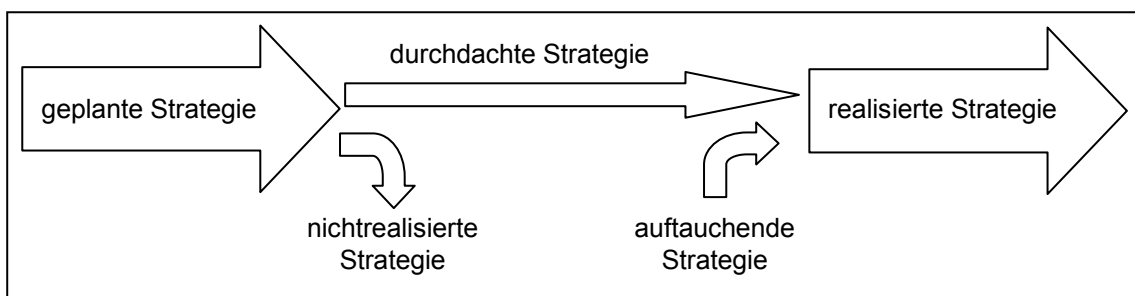 durchdachte Strategie
geplante Strategie
realisierte Strategie
nichtrealisierte
Strategie
auftauchende
Strategie